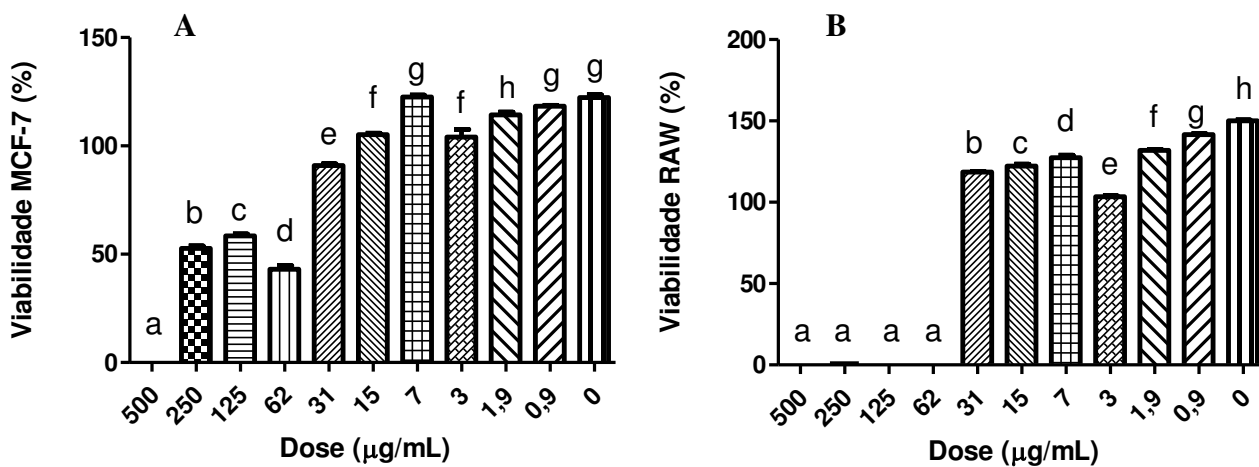 A
Viabilidade MCF-7 (%)
150
100
50
0
a
b
c
d
e
f
g
f
h
g
g
500
250
125
62
31
15
7
3
1,9
0,9
0
Dose (μg/mL)
B
Viabilidade RAW (%)
200
150
100
50
0
a
a
a
a
b
c
d
e
f
g
h
500
250
125
62
31
15
7
3
1,9
0,9
0
Dose (μg/mL)